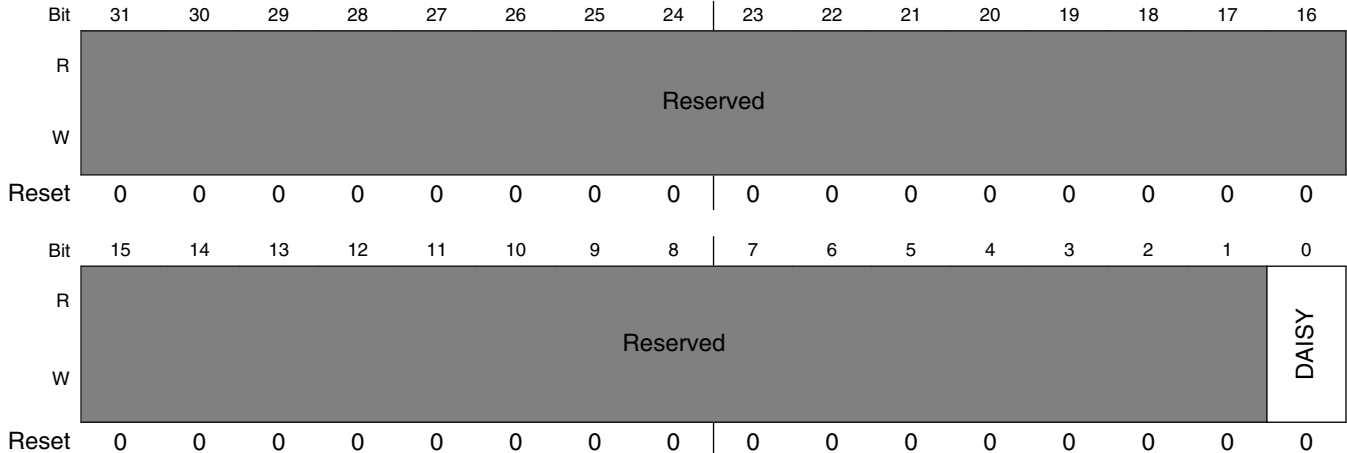 Bit 31 30 29 28 27 26 25 24 23 22 21 20 19 18 17 16
R
Reserved
W
Reset 0 0 0 0 0 0 0 0 0 0 0 0 0 0 0 0
Bit 15 14 13 12 11 10 9 8 7 6 5 4 3 2 1 0
R
Reserved DAISY
W
Reset 0 0 0 0 0 0 0 0 0 0 0 0 0 0 0 0